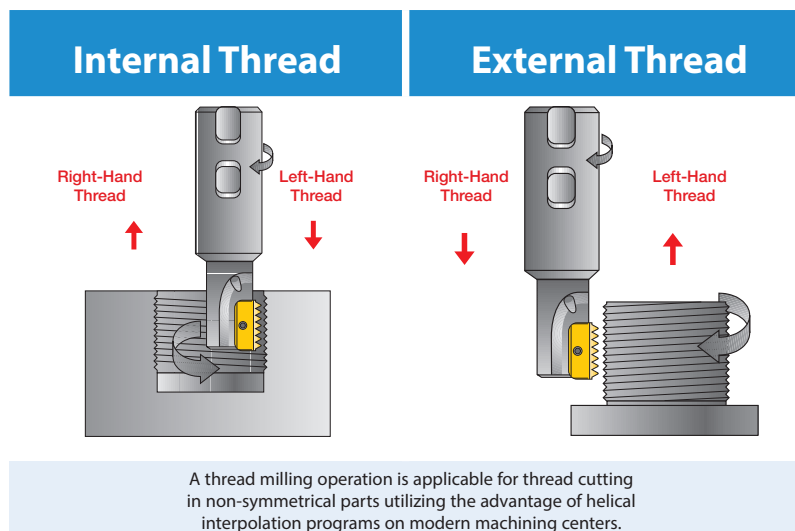 Internal Thread
External Thread
Right-Hand
Thread
Left-Hand
Thread
Right-Hand
Thread
Left-Hand
Thread
A thread milling operation is applicable for thread cutting
in non-symmetrical parts utilizing the advantage of helical
interpolation programs on modern machining centers.